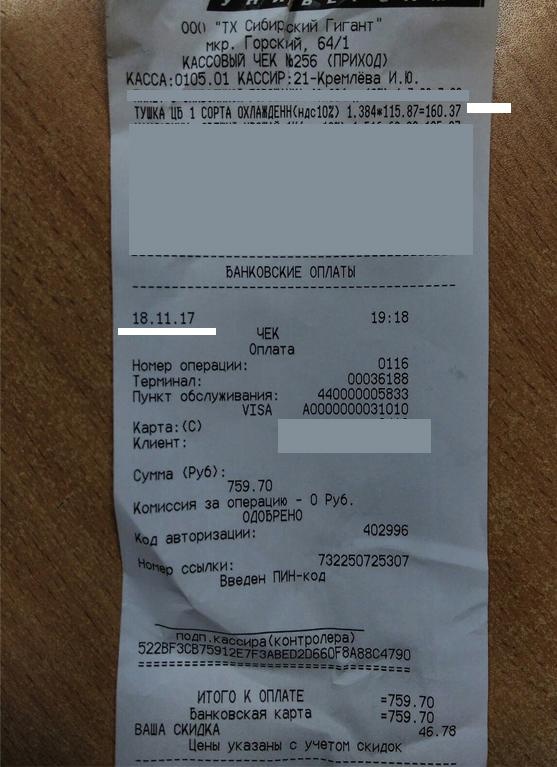 ООО "ТХ Сибирский Гигант"
мкр. Горский, 64/1
КАССОВЫЙ ЧЕК №256 (ПРИХОД)
КАССА:0105.01 КАССИР:21-Кремлёва И.Ю.
ТУШКА ЦБ 1 СОРТА ОХЛАЖДЕНН(ндс10%) 1.384*115.87=160.37
БАНКОВСКИЕ ОПЛАТЫ
18.11.17 19:18
ЧЕК
Оплата
Номер операции: 0116
Терминал: 00036188
Пункт обслуживания: 440000005833
VISA A0000000031010
Карта:(C)
Клиент:
Сумма (Руб):
759.70
Комиссия за операцию - 0 Руб.
ОДОБРЕНО
Код авторизации: 402996
Номер ссылки: 732250725307
Введен ПИН-код
подп.кассира(контролера)
522BF3CB75912E7F3ABED2D660F8A88C4790
ИТОГО К ОПЛАТЕ =759.70
Банковская карта =759.70
ВАША СКИДКА 46.78
Цены указаны с учетом скидок